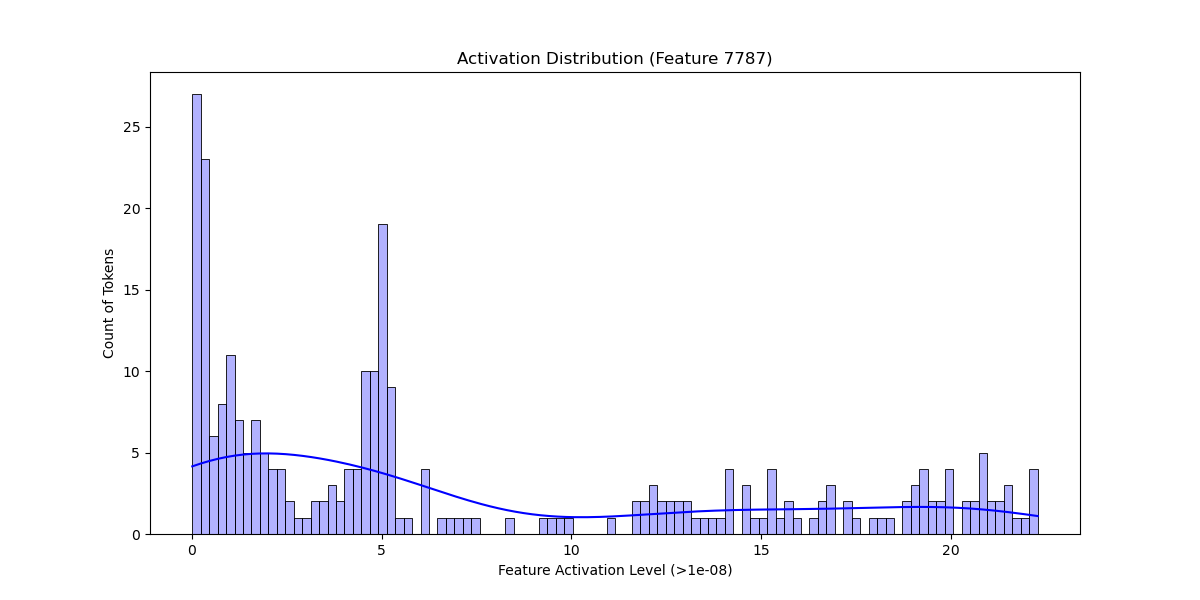 Activation Distribution (Feature 7787)
Count of Tokens
25
20
15
10
5
0
0 5 10 15 20
Feature Activation Level (>1e-08)